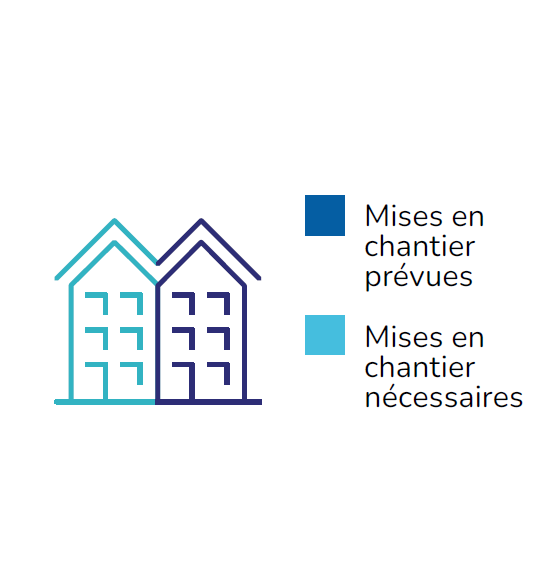 Mises en
chantier
prévues
Mises en
chantier
nécessaires